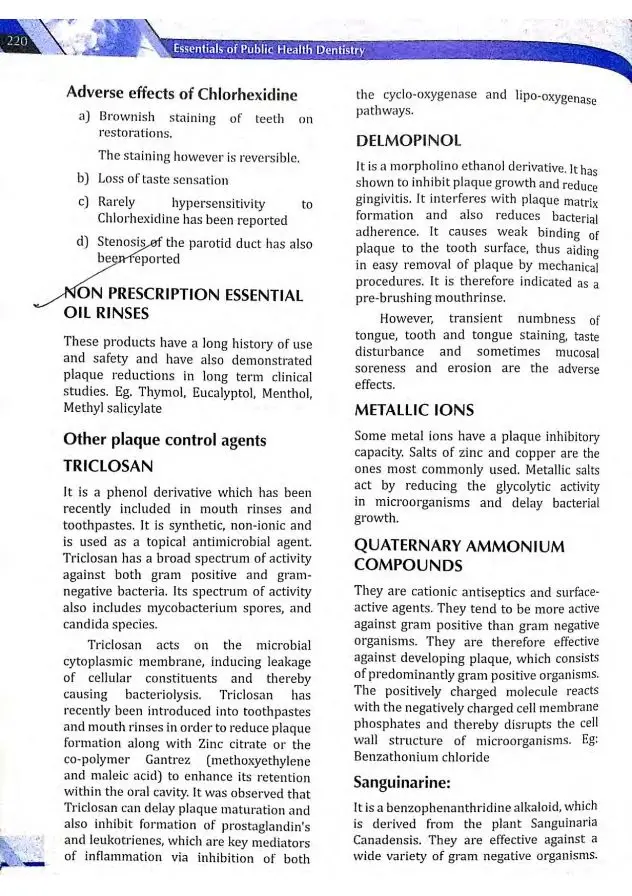 220
Essentials of Public Health Dentistry
Adverse effects of Chlorhexidine
a) Brownish staining of teeth on
restorations.
The staining however is reversible.
b) Loss of taste sensation
c) Rarely hypersensitivity to
Chlorhexidine has been reported
d) Stenosis of the parotid duct has also
been reported
NON PRESCRIPTION ESSENTIAL
OIL RINSES
These products have a long history of use
and safety and have also demonstrated
plaque reductions in long term clinical
studies. Eg. Thymol, Eucalyptol, Menthol,
Methyl salicylate
Other plaque control agents
TRICLOSAN
It is a phenol derivative which has been
recently included in mouth rinses and
toothpastes. It is synthetic, non-ionic and
is used as a topical antimicrobial agent.
Triclosan has a broad spectrum of activity
against both gram positive and gram-
negative bacteria. Its spectrum of activity
also includes mycobacterium spores, and
candida species.
Triclosan acts on the microbial
cytoplasmic membrane, inducing leakage
of cellular constituents and thereby
causing bacteriolysis. Triclosan has
recently been introduced into toothpastes
and mouth rinses in order to reduce plaque
formation along with Zinc citrate or the
co-polymer Gantrez (methoxyethylene
and maleic acid) to enhance its retention
within the oral cavity. It was observed that
Triclosan can delay plaque maturation and
also inhibit formation of prostaglandin's
and leukotrienes, which are key mediators
of inflammation via inhibition of both
the cyclo-oxygenase and lipo-oxygenase
pathways.
DELMOPINOL
It is a morpholino ethanol derivative. It has
shown to inhibit plaque growth and reduce
gingivitis. It interferes with plaque matrix
formation and also reduces bacterial
adherence. It causes weak binding of
plaque to the tooth surface, thus aiding
in easy removal of plaque by mechanical
procedures. It is therefore indicated as a
pre-brushing mouthrinse.
However, transient numbness of
tongue, tooth and tongue staining, taste
disturbance and sometimes mucosal
soreness and erosion are the adverse
effects.
METALLIC IONS
Some metal ions have a plaque inhibitory
capacity. Salts of zinc and copper are the
ones most commonly used. Metallic salts
act by reducing the glycolytic activity
in microorganisms and delay bacterial
growth.
QUATERNARY AMMONIUM
COMPOUNDS
They are cationic antiseptics and surface-
active agents. They tend to be more active
against gram positive than gram negative
organisms. They are therefore effective
against developing plaque, which consists
of predominantly gram positive organisms.
The positively charged molecule reacts
with the negatively charged cell membrane
phosphates and thereby disrupts the cell
wall structure of microorganisms. Eg:
Benzathonium chloride
Sanguinarine:
It is a benzophenanthridine alkaloid, which
is derived from the plant Sanguinaria
Canadensis. They are effective against a
wide variety of gram negative organisms.